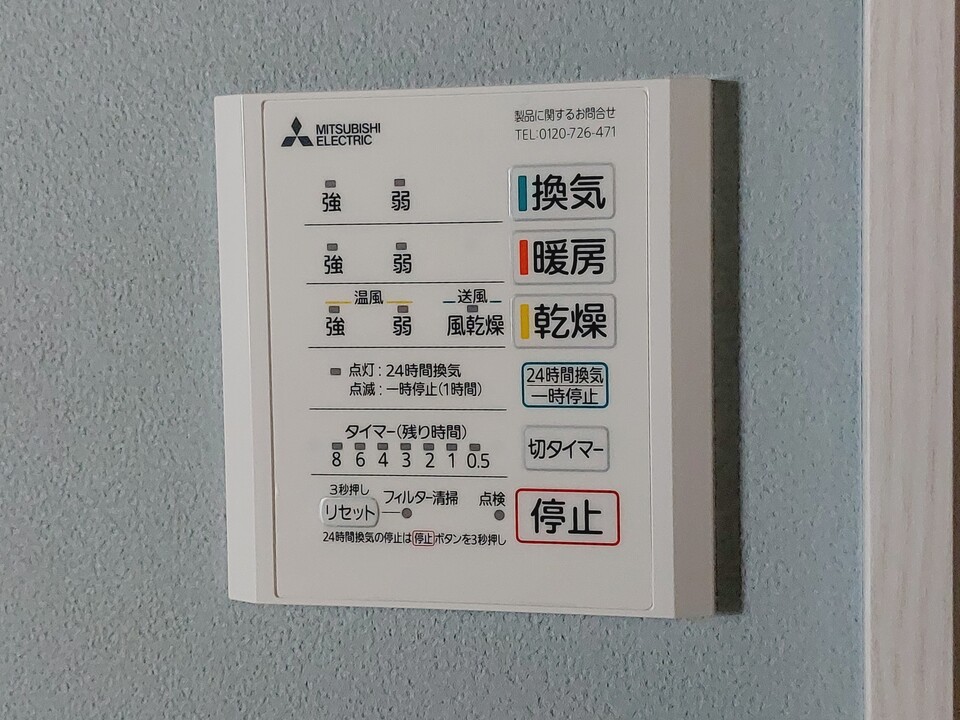 MITSUBISHI
ELECTRIC
製品に関するお問合せ
TEL:0120-726-471
強 弱 換気
強 弱 暖房
温風 送風
強 弱 風乾燥 乾燥
点灯:24時間換気
点滅:一時停止(1時間)
24時間換気
一時停止
タイマー(残り時間)
8 6 4 3 2 1 0.5
切タイマー
3秒押し
リセット フィルター清掃 点検
停止
24時間換気の停止は停止ボタンを3秒押し